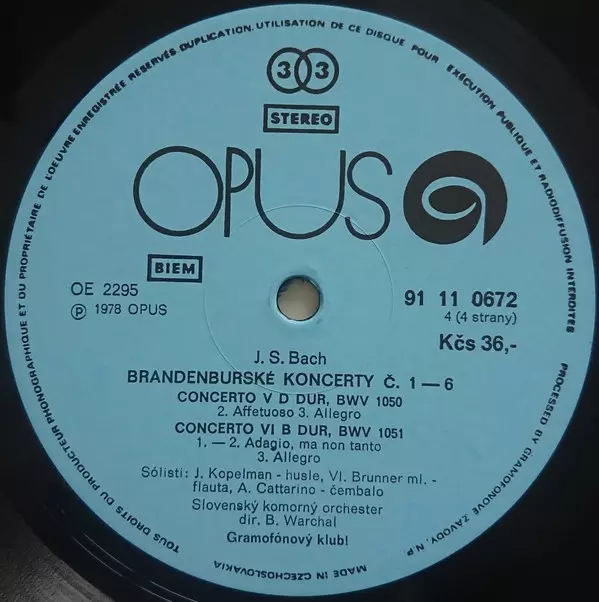 TOUS DROITS DU PRODUCTEUR PHONOGRAPHIQUE ET DU PROPRIÉTAIRE DE L'OEUVRE ENREGISTRÉE RESERVÉS. DUPLICATION. UTILISATION DE CE DISQUE POUR EXÉCUTION PUBLIQUE ET RADIODIFFUSION INTERDITES
33
STEREO
OPUS
BIEM
OE 2295
Ⓟ 1978 OPUS
91 11 0672
4 (4 strany)
Kčs 36,-
J. S. Bach
BRANDENBURSKÉ KONCERTY Č. 1 — 6
CONCERTO V D DUR, BWV 1050
2. Affetuoso 3. Allegro
CONCERTO VI B DUR, BWV 1051
1. — 2. Adagio, ma non tanto
3. Allegro
Sólisti: J. Kopelman - husle, Vl. Brunner ml. -
flauta, A. Cattarino - čembalo
Slovenský komorný orchester
dir. B. Warchal
Gramofónový klub!
MADE IN CZECHOSLOVAKIA
PROCESSED BY GRAMOFONOVÉ ZÁVODY, N. P.